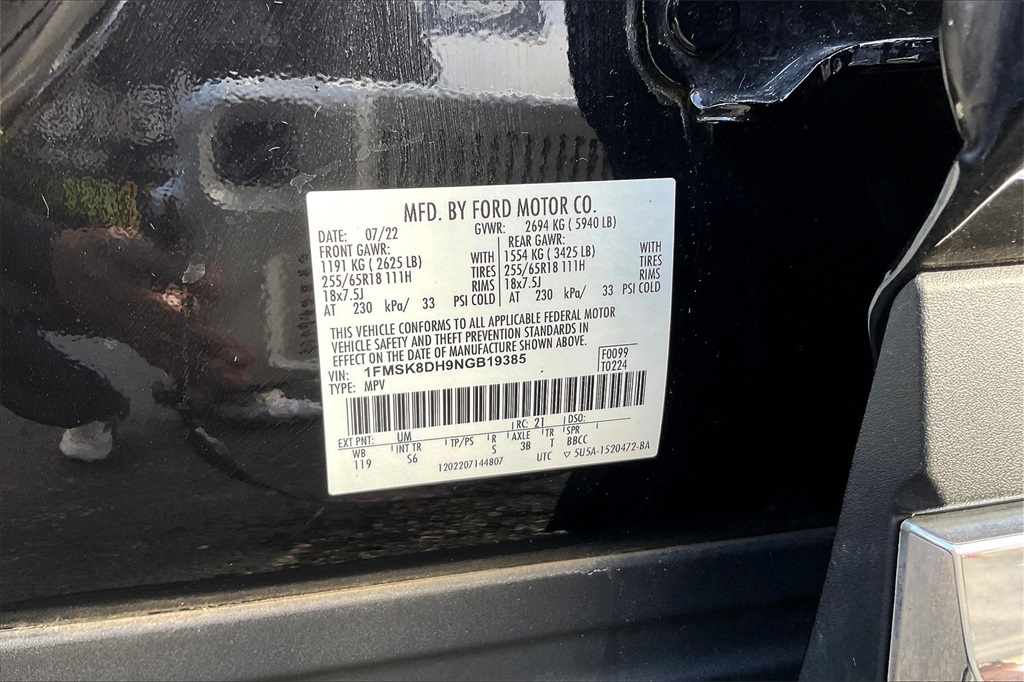 MFD. BY FORD MOTOR CO.
DATE: 07/22 GVWR: 2694 KG ( 5940 LB)
FRONT GAWR: REAR GAWR:
1191 KG ( 2625 LB) WITH 1554 KG ( 3425 LB) WITH
255/65R18 111H TIRES 255/65R18 111H TIRES
18x7.5J RIMS 18x7.5J RIMS
AT 230 kPa/ 33 PSI COLD AT 230 kPa/ 33 PSI COLD
THIS VEHICLE CONFORMS TO ALL APPLICABLE FEDERAL MOTOR
VEHICLE SAFETY AND THEFT PREVENTION STANDARDS IN
EFFECT ON THE DATE OF MANUFACTURE SHOWN ABOVE.
VIN: 1FMSK8DH9NGB19385 F0099
TYPE: MPV T0224
EXT PNT: UM RC: 21 DSO:
WB INT TR TP/PS R AXLE TR SPR
119 S6 S 3B T BBCC
1202207144807 UTC ▽ 5U5A-1520472-BA